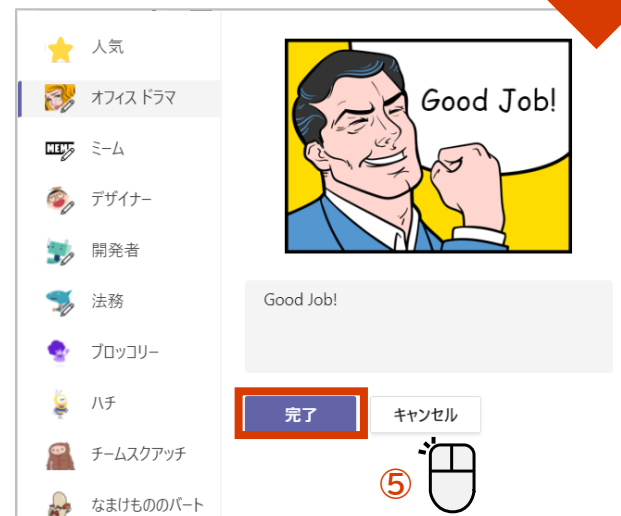 人気
オフィス ドラマ
MEME
ミーム
デザイナー
開発者
法務
ブロッコリー
ハチ
チームスクアッチ
なまけもののバート
Good Job!
Good Job!
完了
キャンセル
⑤